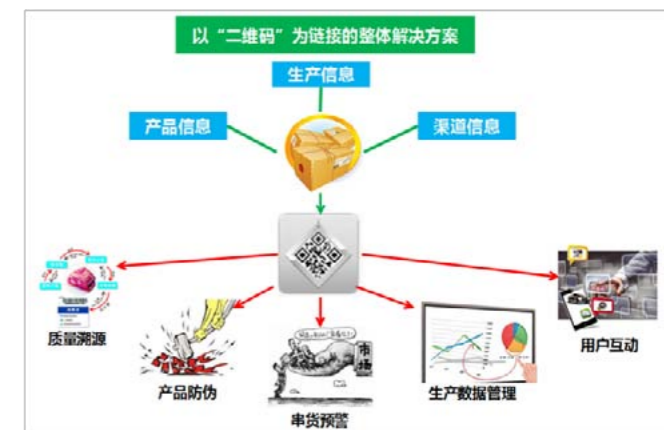 以“二维码”为链接的整体解决方案
生产信息
产品信息
渠道信息
质量溯源
产品防伪
市场
串货预警
生产数据管理
用户互动